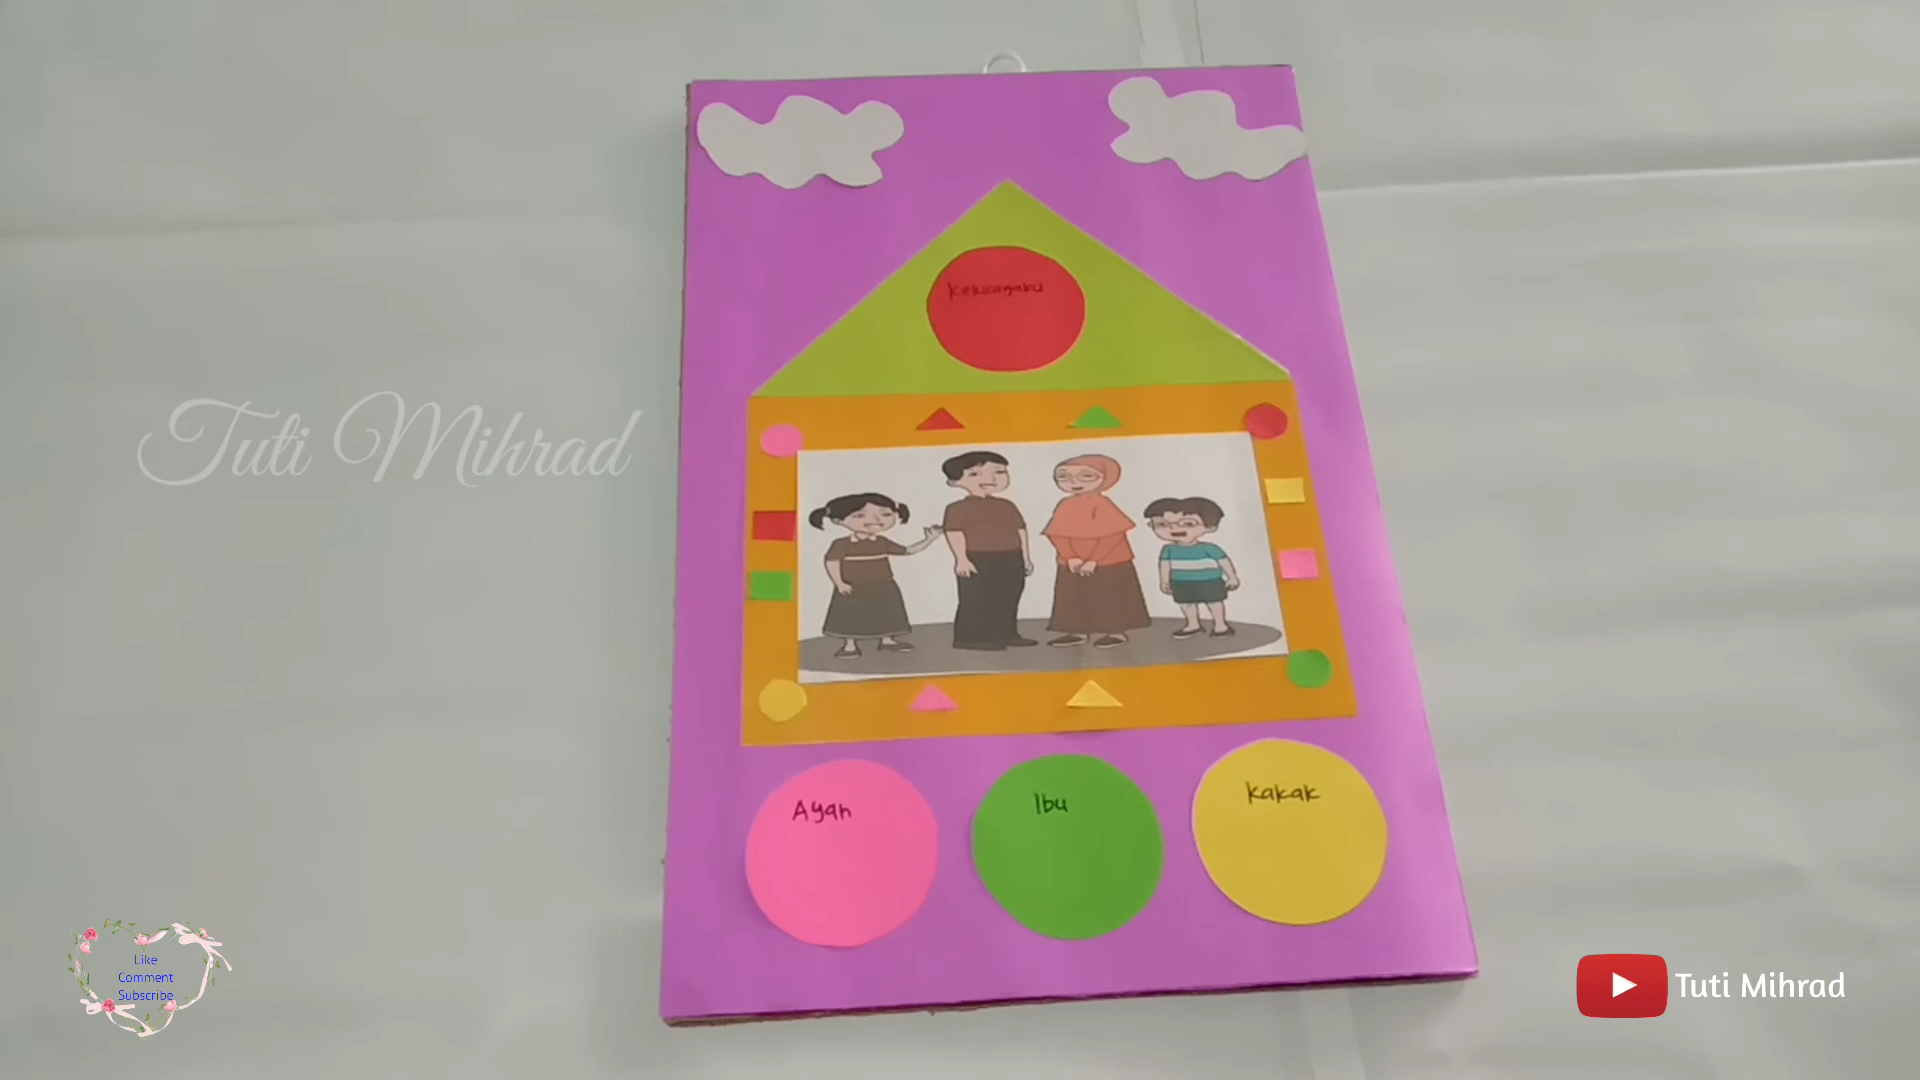 Keluargaku
Tuti Mihrad
Ayah
Ibu
Kakak
Like
Comment
Subscribe
Tuti Mihrad